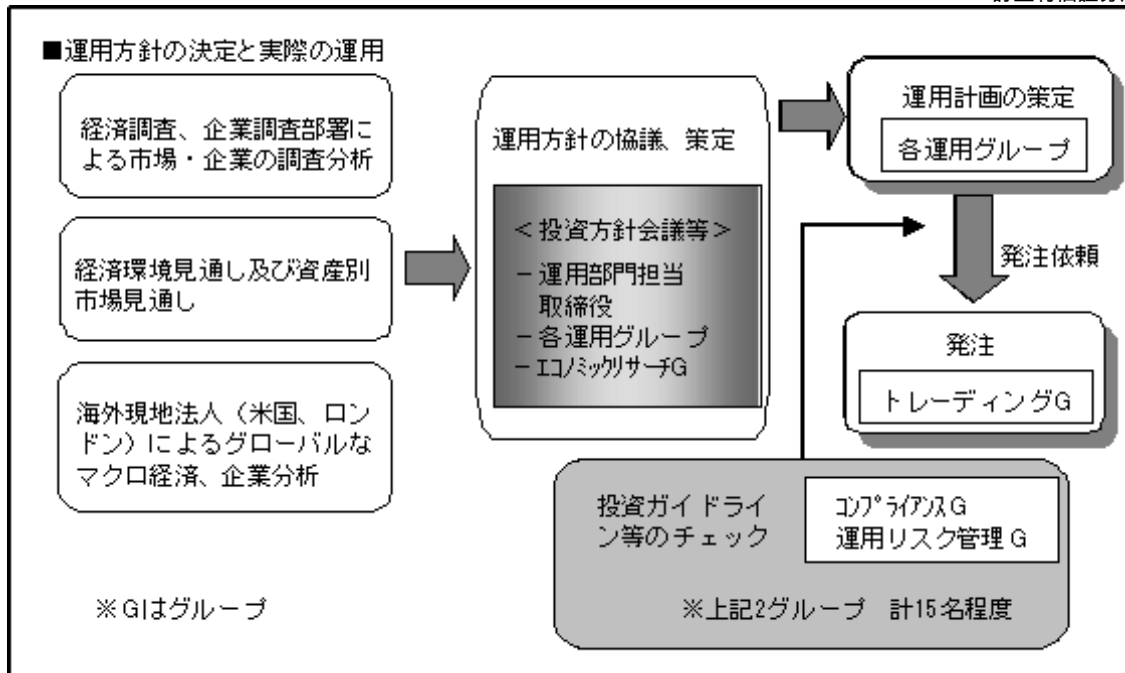 ■運用方針の決定と実際の運用
経済調査、企業調査部署に
よる市場・企業の調査分析
経済環境見通し及び資産別
市場見通し
海外現地法人（米国、ロン
ドン）によるグローバルな
マクロ経済、企業分析
※Gはグループ
運用方針の協議、策定
＜投資方針会議等＞
－運用部門担当
取締役
－各運用グループ
－ｴｺﾉﾐｯｸﾘｻｰﾁG
運用計画の策定
各運用グループ
発注依頼
発注
トレーディングG
投資ガイドライ
ン等のチェック
ｺﾝﾌﾟﾗｲｱﾝｽG
運用リスク管理G
※上記2グループ 計15名程度